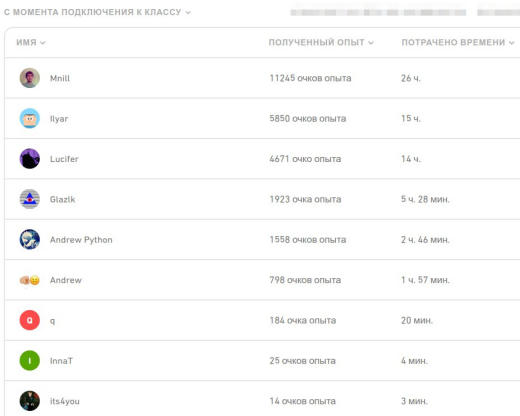 С МОМЕНТА ПОДКЛЮЧЕНИЯ К КЛАССУ
ИМЯ ПОЛУЧЕННЫЙ ОПЫТ ПОТРАЧЕНО ВРЕМЕНИ
Mnill 11245 очков опыта 26 ч.
Ilyar 5850 очков опыта 15 ч.
Lucifer 4671 очко опыта 14 ч.
Glazlk 1923 очка опыта 5 ч. 28 мин.
Andrew Python 1558 очков опыта 2 ч. 46 мин.
Andrew 798 очков опыта 1 ч. 57 мин.
Q q 184 очка опыта 20 мин.
I InnaT 25 очков опыта 4 мин.
its4you 14 очков опыта 3 мин.